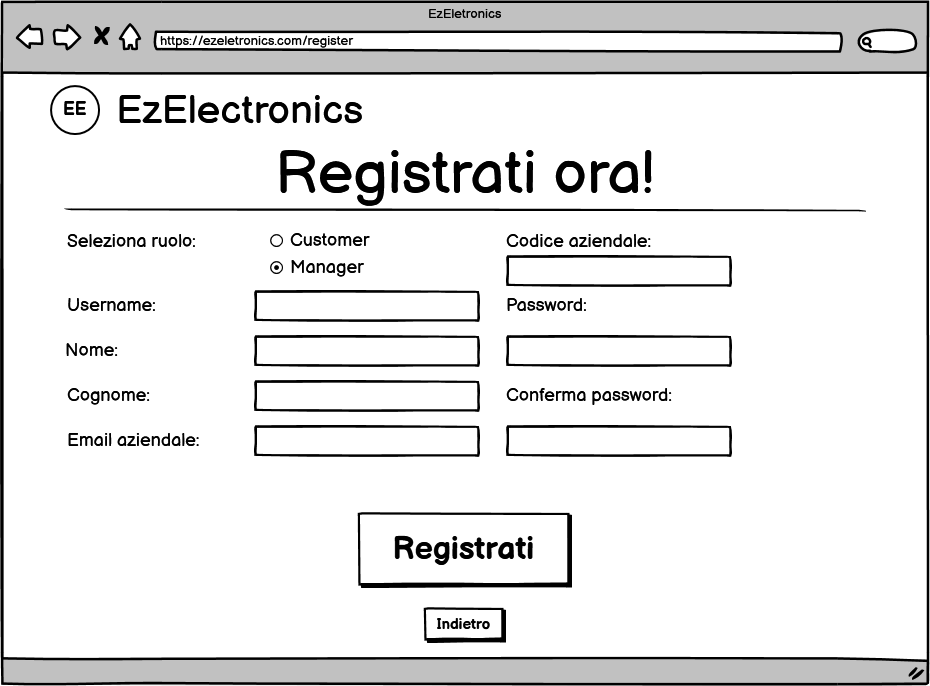 EzEletronics
https://ezeletronics.com/register
EE
EzElectronics
Registrati ora!
Seleziona ruolo:
Customer
Manager
Codice aziendale:
Username:
Password:
Nome:
Cognome:
Conferma password:
Email aziendale:
Registrati
Indietro